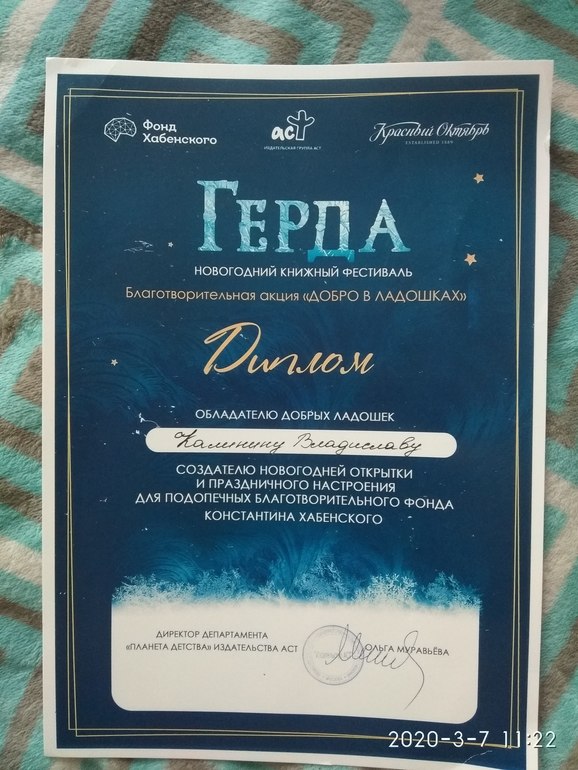 Фонд
Хабенского
аст
ИЗДАТЕЛЬСКАЯ ГРУППА АСТ
Красный Октябрь
ESTABLISHED 1889
ГЕРДА
НОВОГОДНИЙ КНИЖНЫЙ ФЕСТИВАЛЬ
Благотворительная акция «ДОБРО В ЛАДОШКАХ»
Диплом
ОБЛАДАТЕЛЮ ДОБРЫХ ЛАДОШЕК
Калинину Владиславу
СОЗДАТЕЛЮ НОВОГОДНЕЙ ОТКРЫТКИ
И ПРАЗДНИЧНОГО НАСТРОЕНИЯ
ДЛЯ ПОДОПЕЧНЫХ БЛАГОТВОРИТЕЛЬНОГО ФОНДА
КОНСТАНТИНА ХАБЕНСКОГО
ДИРЕКТОР ДЕПАРТАМЕНТА
«ПЛАНЕТА ДЕТСТВА» ИЗДАТЕЛЬСТВА АСТ
ОЛЬГА МУРАВЬЁВА
2020-3-7 11:22